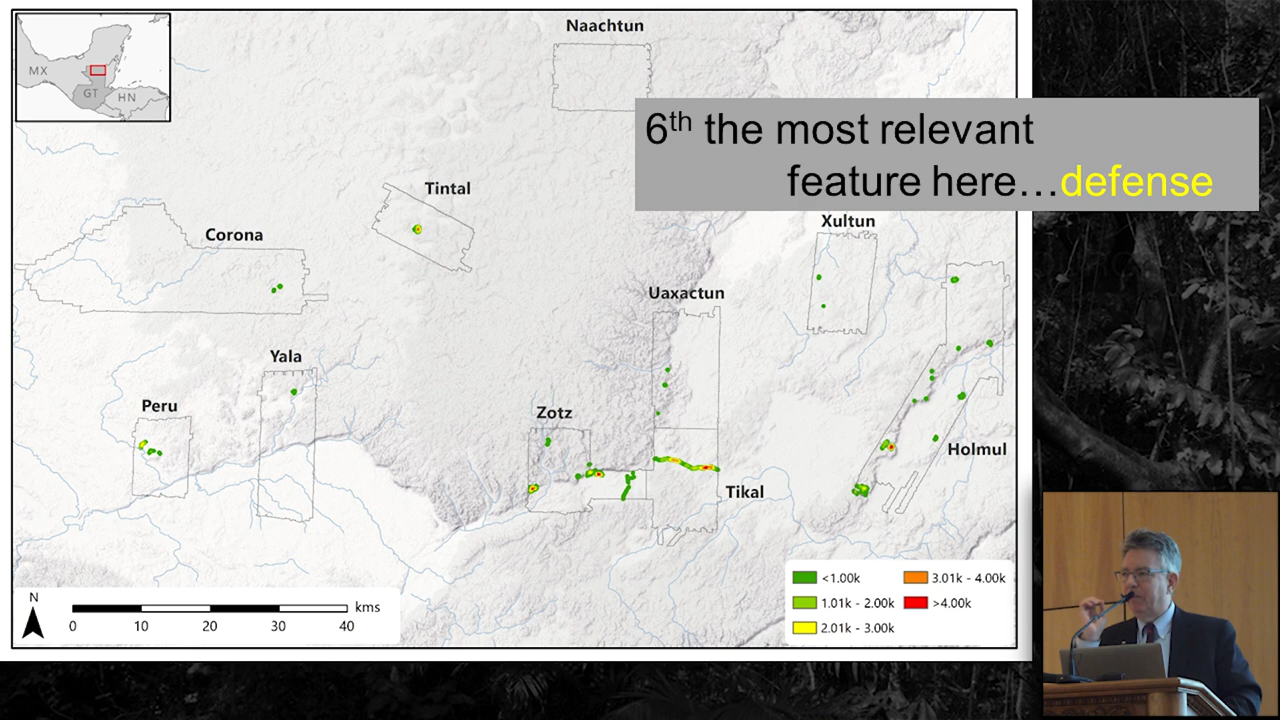 Naachtun
MX
GT
HN
6th the most relevant
feature here…defense
Tintal
Xultun
Corona
Uaxactun
Yala
Peru
Zotz
Holmul
Tikal
N
kms
0 10 20 30 40
<1.00k
1.01k - 2.00k
2.01k - 3.00k
3.01k - 4.00k
>4.00k